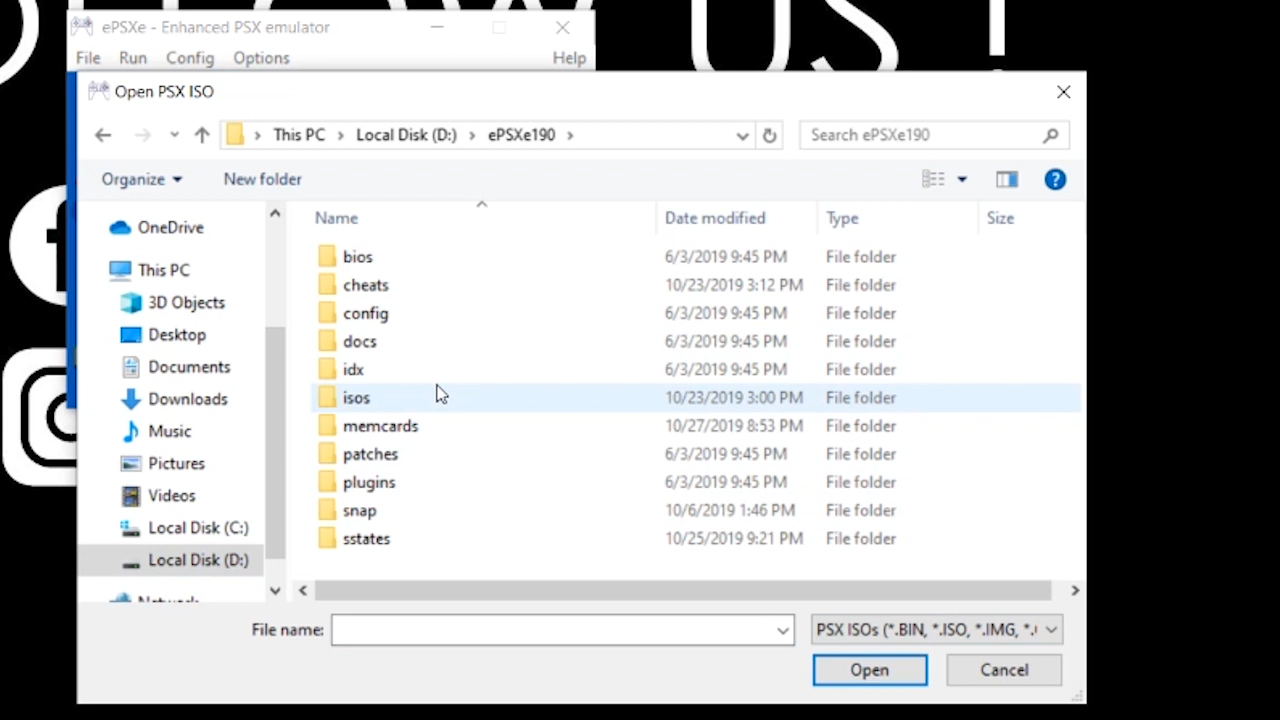 FOLLOW US !
ePSXe - Enhanced PSX emulator
File Run Config Options Help
Open PSX ISO
This PC Local Disk (D:) ePSXe190 Search ePSXe190
Organize New folder
Name Date modified Type Size
OneDrive
This PC
3D Objects
Desktop
Documents
Downloads
Music
Pictures
Videos
Local Disk (C:)
Local Disk (D:)
Network
bios 6/3/2019 9:45 PM File folder
cheats 10/23/2019 3:12 PM File folder
config 6/3/2019 9:45 PM File folder
docs 6/3/2019 9:45 PM File folder
idx 6/3/2019 9:45 PM File folder
isos 10/23/2019 3:00 PM File folder
memcards 10/27/2019 8:53 PM File folder
patches 6/3/2019 9:45 PM File folder
plugins 6/3/2019 9:45 PM File folder
snap 10/6/2019 1:46 PM File folder
sstates 10/25/2019 9:21 PM File folder
File name: PSX ISOs (*.BIN, *.ISO, *.IMG, *.
Open Cancel